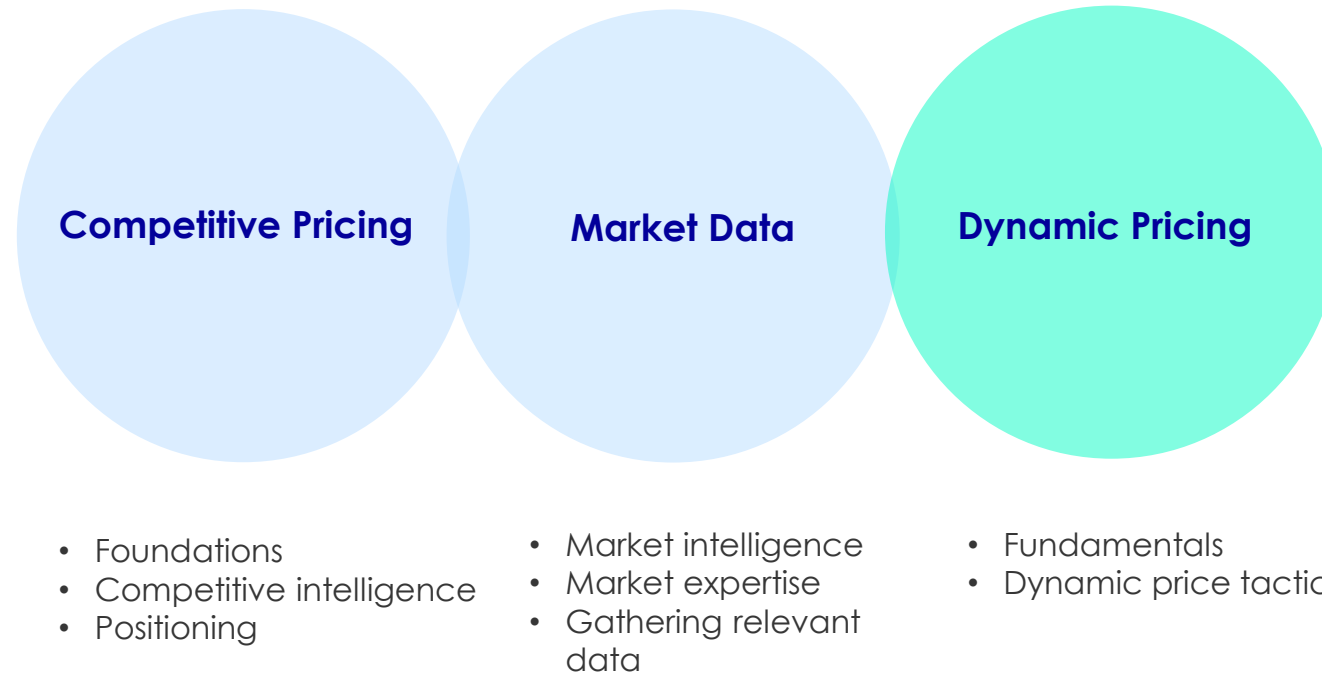 Competitive Pricing
Market Data
Dynamic Pricing
• Foundations
• Competitive intelligence
• Positioning
• Market intelligence
• Market expertise
• Gathering relevant
data
• Fundamentals
• Dynamic price